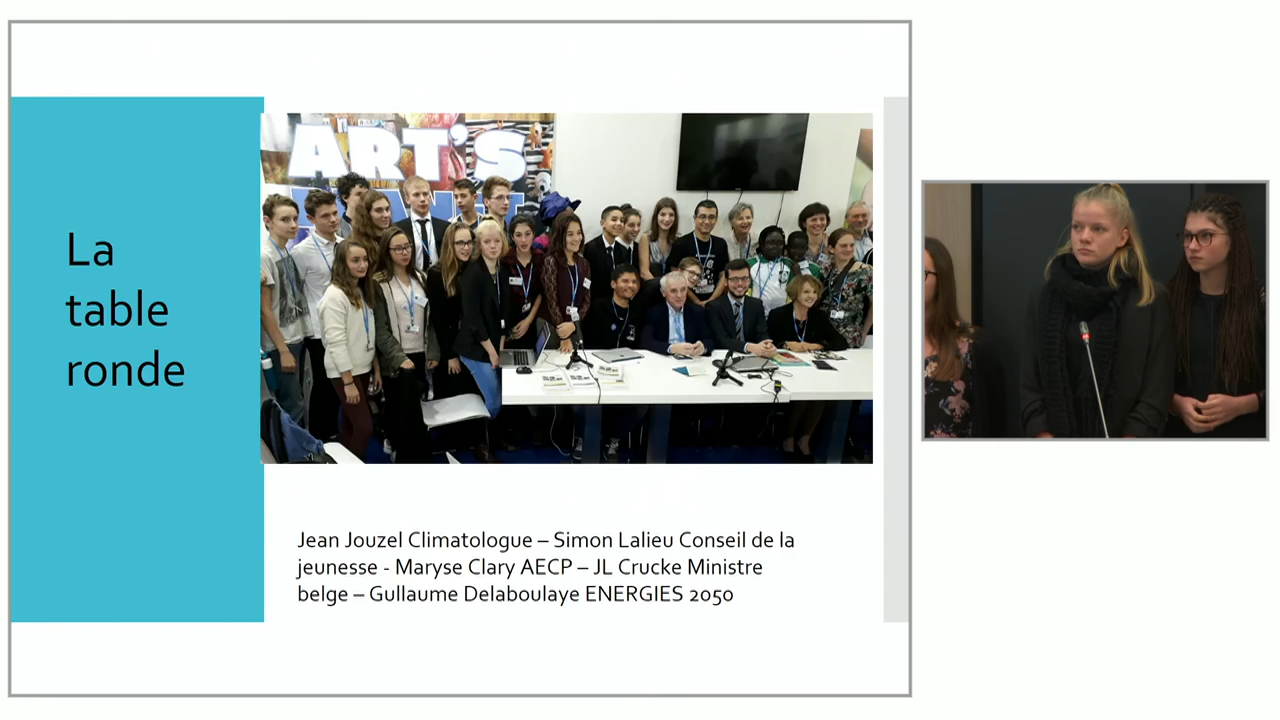 La
table
ronde
ART'S
Jean Jouzel Climatologue – Simon Lalieu Conseil de la
jeunesse - Maryse Clary AECP – JL Crucke Ministre
belge – Gullaume Delaboulaye ENERGIES 2050